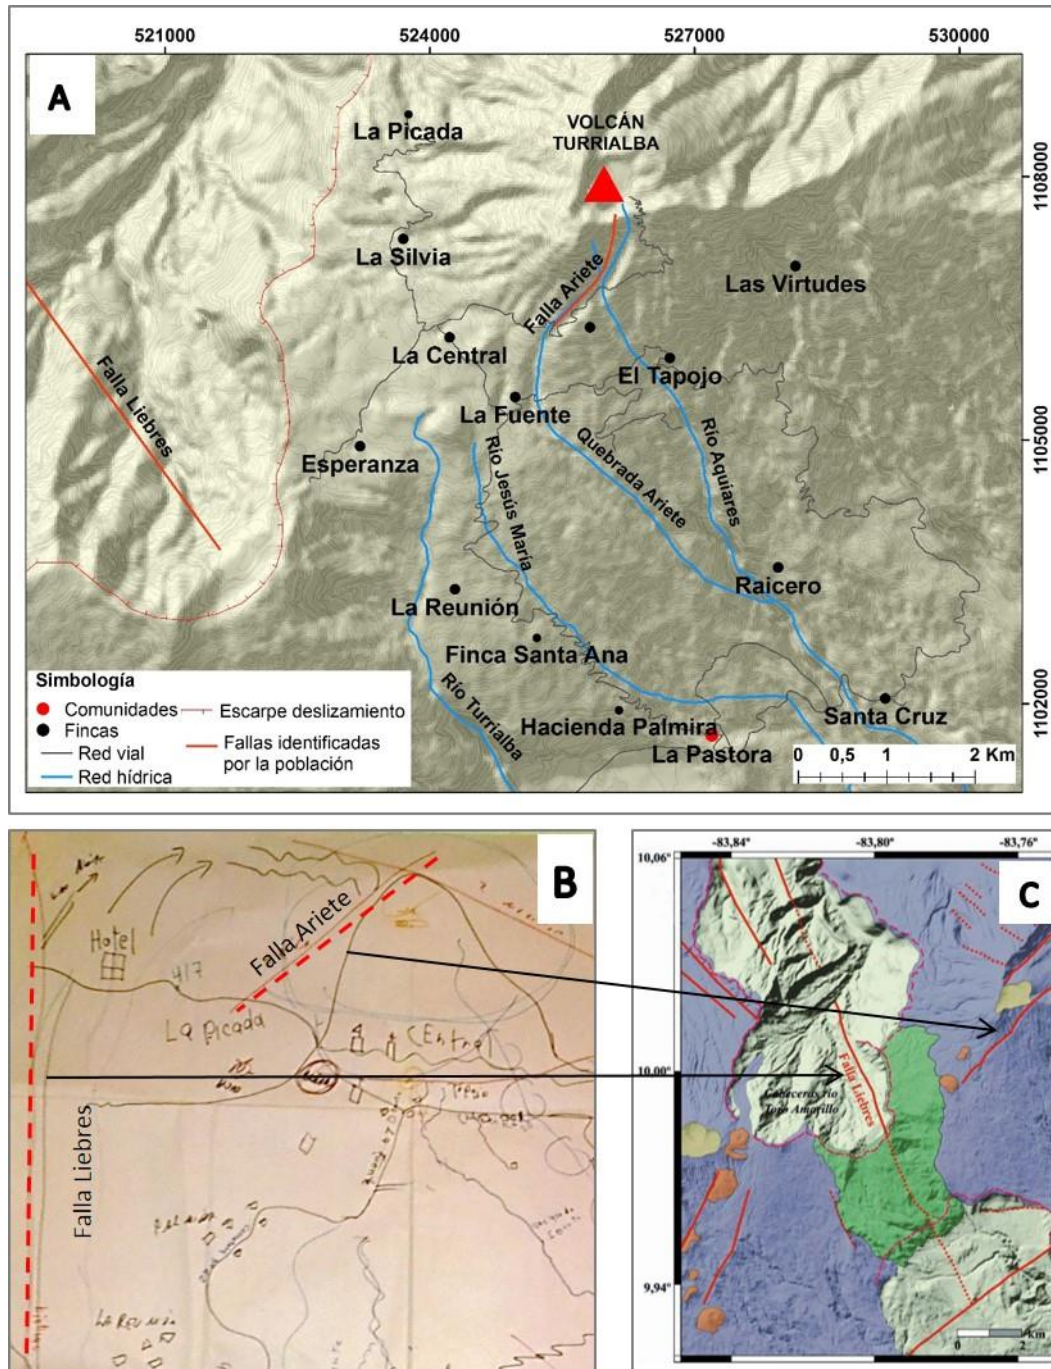 521000
524000
527000
530000
A
La Picada
VOLCÁN
TURRIALBA
1108000
La Silvia
Las Virtudes
Falla Ariete
La Central
El Tapojo
Falla Liebres
La Fuente
Esperanza
1105000
Río Jesús María
Quebrada Ariete
Río Aquiares
Raicero
La Reunión
Finca Santa Ana
Río Turrialba
Hacienda Palmira
Santa Cruz
La Pastora
1102000
Simbología
Comunidades
Fincas
Red vial
Red hídrica
Escarpe deslizamiento
Fallas identificadas
por la población
0 0,5 1 2 Km
B
Hotel
417
Falla Ariete
La Picada
CEntral
Falla Liebres
LA REUNION
C
-83,84
-83,80
-83,76
10,06
10,00
9,94
Falla Liebres
Cabeceras río
Toro Amarillo
km
0 2